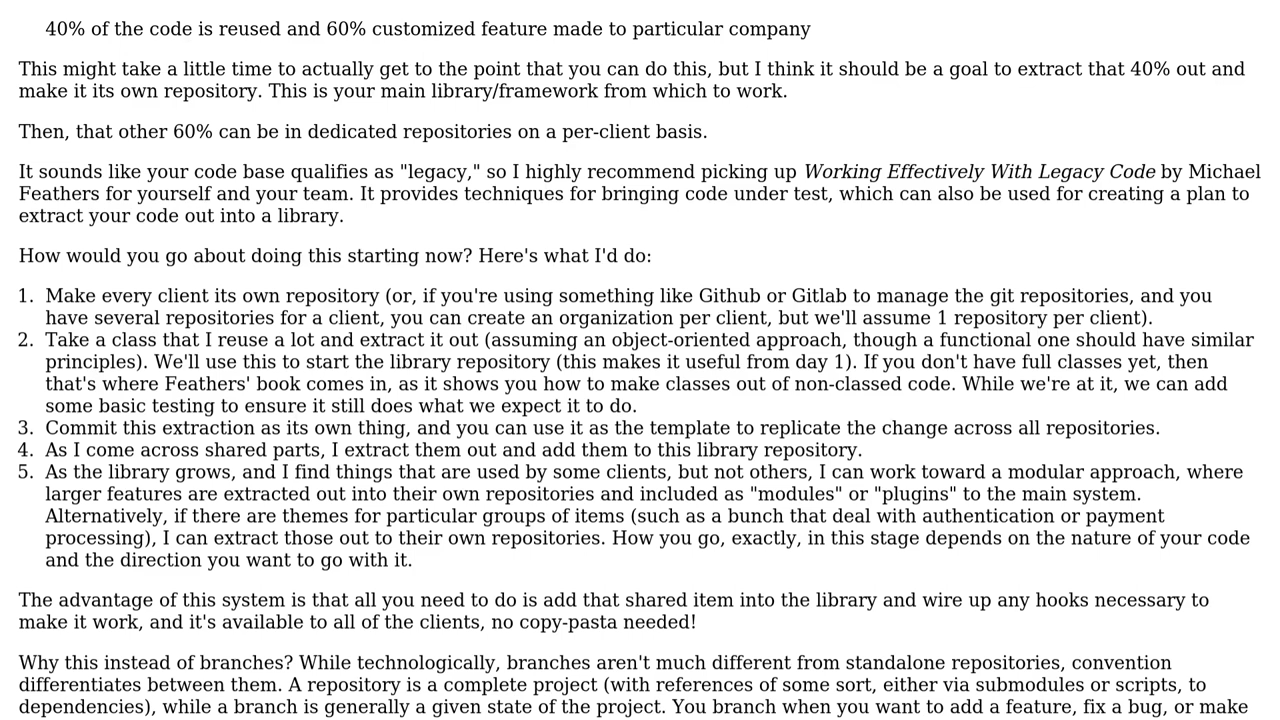 40% of the code is reused and 60% customized feature made to particular company
This might take a little time to actually get to the point that you can do this, but I think it should be a goal to extract that 40% out and
make it its own repository. This is your main library/framework from which to work.
Then, that other 60% can be in dedicated repositories on a per-client basis.
It sounds like your code base qualifies as "legacy," so I highly recommend picking up Working Effectively With Legacy Code by Michael
Feathers for yourself and your team. It provides techniques for bringing code under test, which can also be used for creating a plan to
extract your code out into a library.
How would you go about doing this starting now? Here's what I'd do:
1. Make every client its own repository (or, if you're using something like Github or Gitlab to manage the git repositories, and you
have several repositories for a client, you can create an organization per client, but we'll assume 1 repository per client).
2. Take a class that I reuse a lot and extract it out (assuming an object-oriented approach, though a functional one should have similar
principles). We'll use this to start the library repository (this makes it useful from day 1). If you don't have full classes yet, then
that's where Feathers' book comes in, as it shows you how to make classes out of non-classed code. While we're at it, we can add
some basic testing to ensure it still does what we expect it to do.
3. Commit this extraction as its own thing, and you can use it as the template to replicate the change across all repositories.
4. As I come across shared parts, I extract them out and add them to this library repository.
5. As the library grows, and I find things that are used by some clients, but not others, I can work toward a modular approach, where
larger features are extracted out into their own repositories and included as "modules" or "plugins" to the main system.
Alternatively, if there are themes for particular groups of items (such as a bunch that deal with authentication or payment
processing), I can extract those out to their own repositories. How you go, exactly, in this stage depends on the nature of your code
and the direction you want to go with it.
The advantage of this system is that all you need to do is add that shared item into the library and wire up any hooks necessary to
make it work, and it's available to all of the clients, no copy-pasta needed!
Why this instead of branches? While technologically, branches aren't much different from standalone repositories, convention
differentiates between them. A repository is a complete project (with references of some sort, either via submodules or scripts, to
dependencies), while a branch is generally a given state of the project. You branch when you want to add a feature, fix a bug, or make